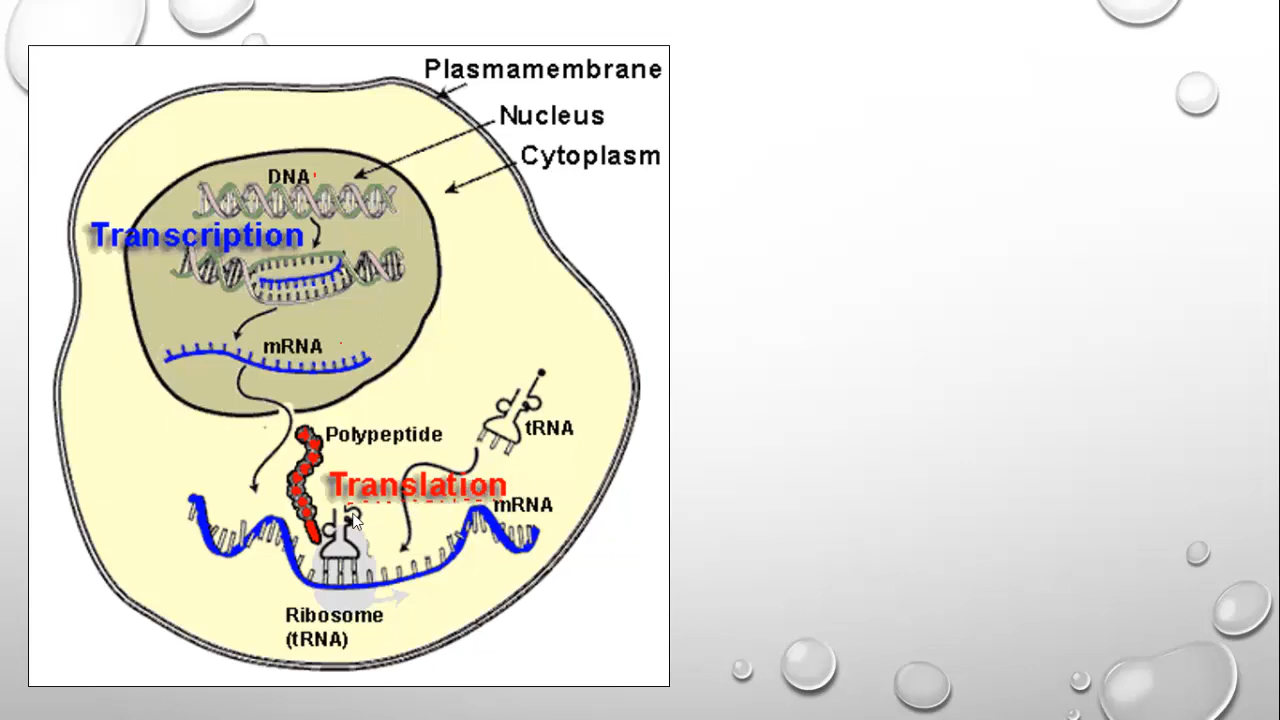 Plasmamembrane
Nucleus
Cytoplasm
DNA
Transcription
mRNA
Polypeptide
tRNA
Translation
mRNA
Ribosome
(tRNA)